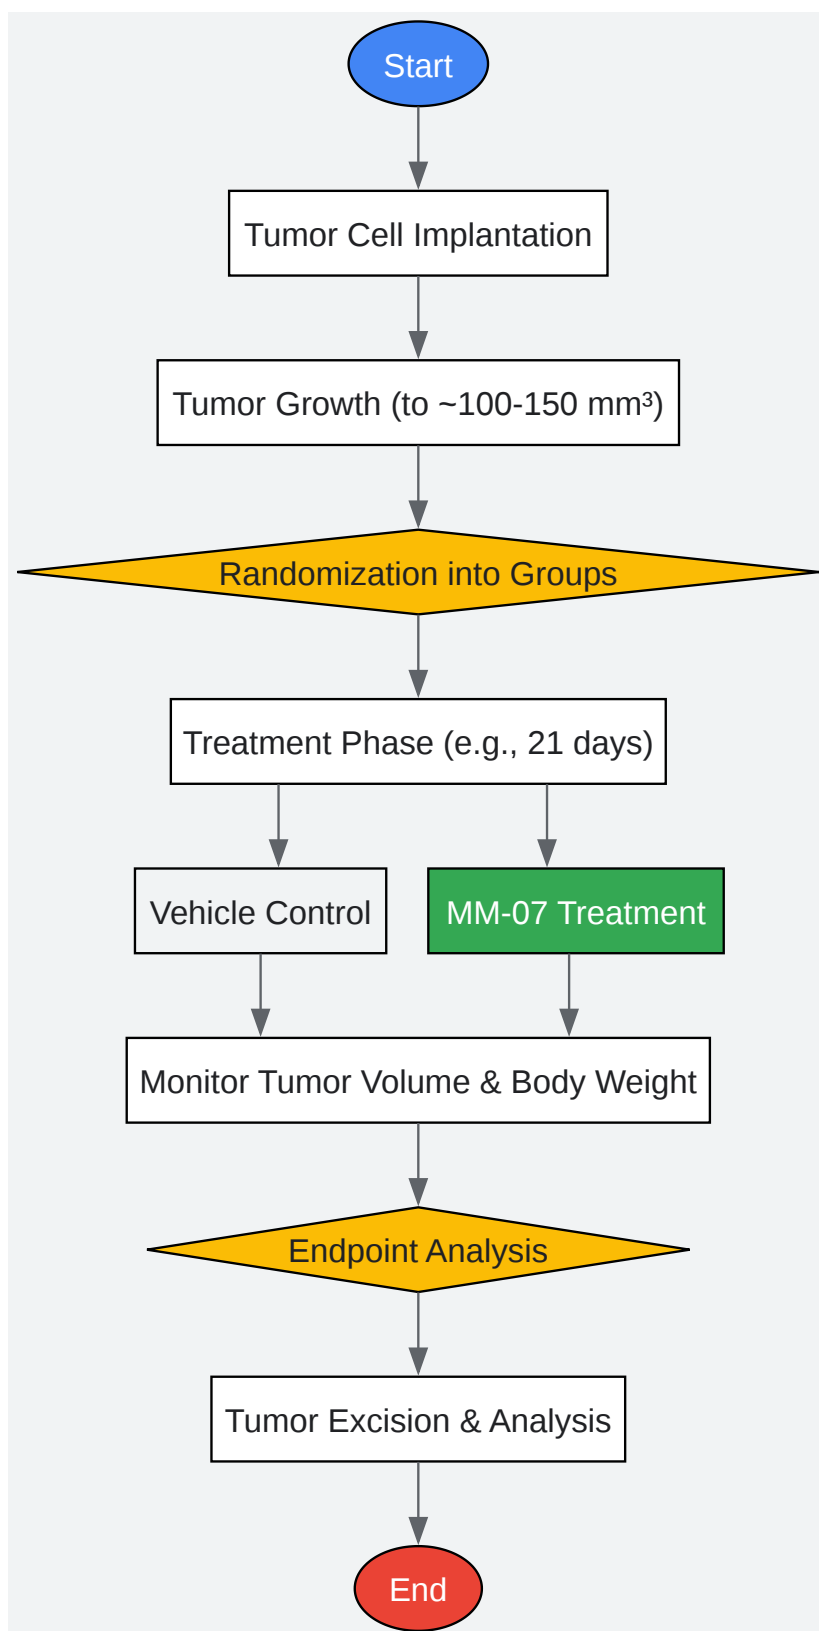 Start
Tumor Cell Implantation
Tumor Growth (to ~100-150 mm³)
Randomization into Groups
Treatment Phase (e.g., 21 days)
Vehicle Control
MM-07 Treatment
Monitor Tumor Volume & Body Weight
Endpoint Analysis
Tumor Excision & Analysis
End